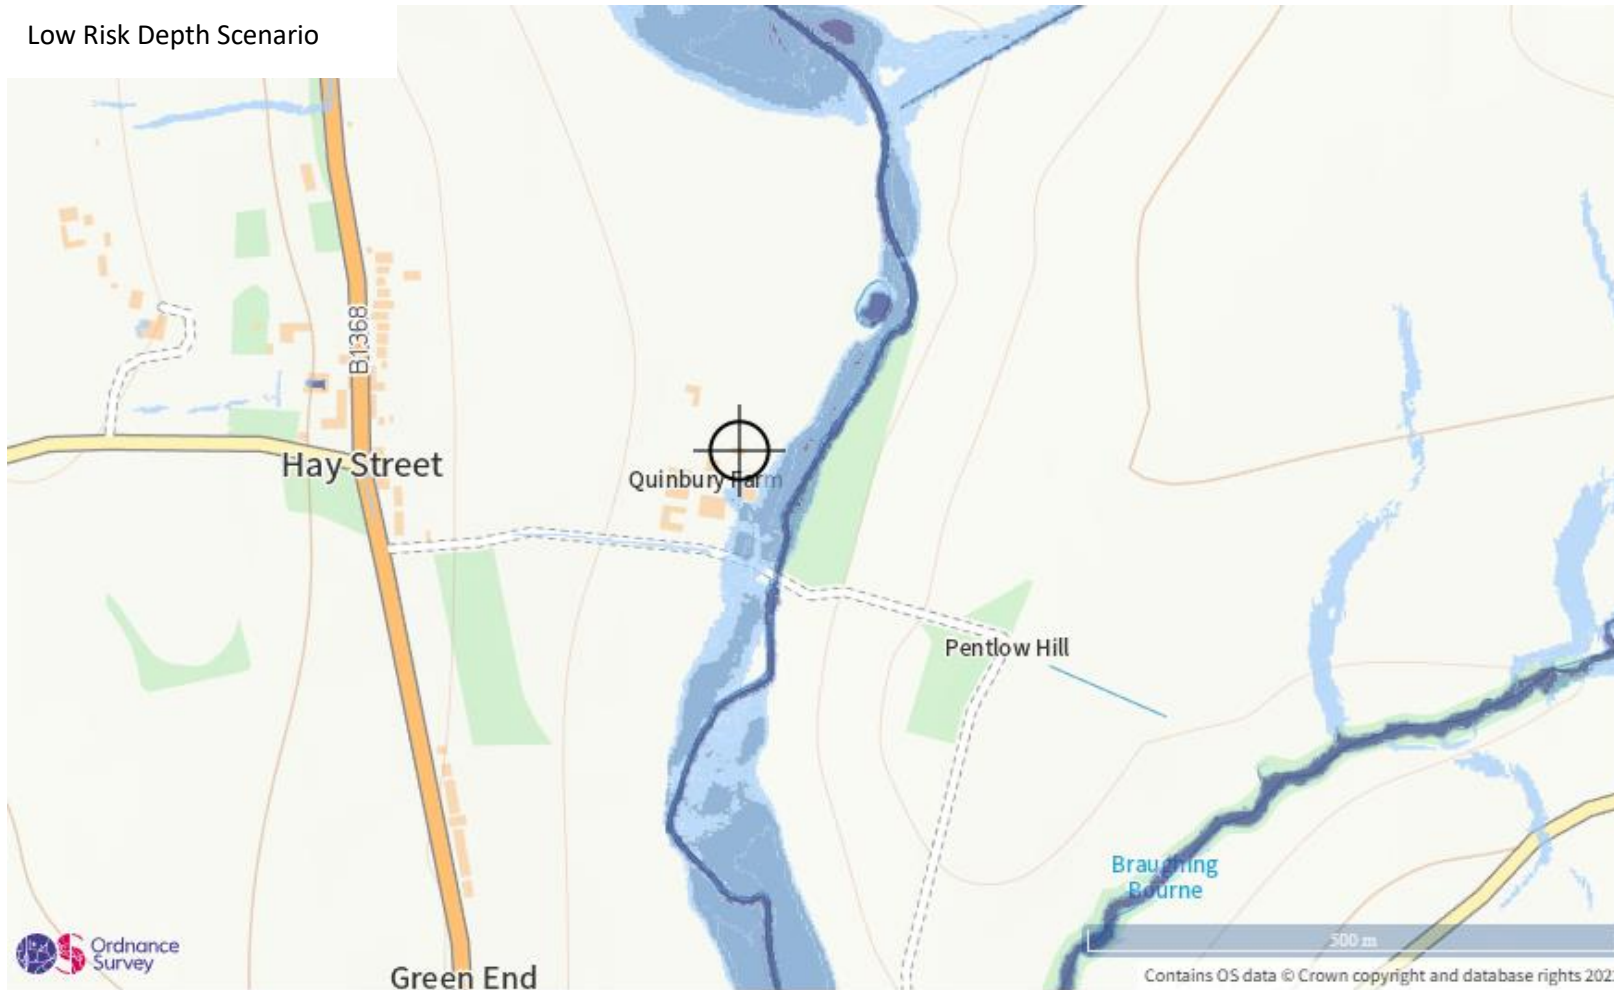 Low Risk Depth Scenario
B1368
Hay Street
Quinbury Farm
Pentlow Hill
Braughing
Bourne
500 m
Ordnance
Survey
Green End
Contains OS data © Crown copyright and database rights 202